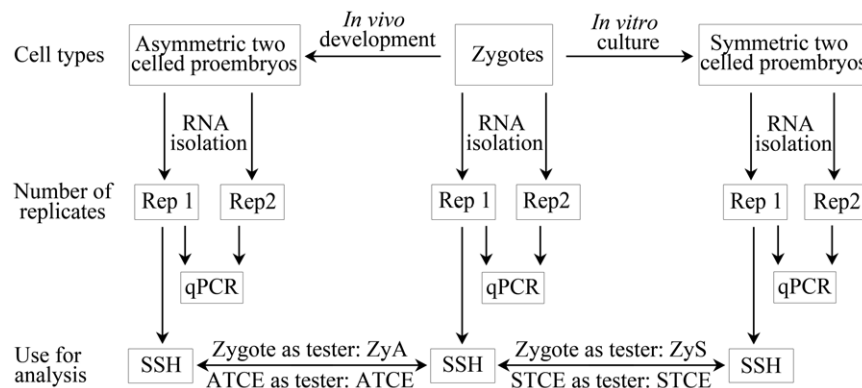 In vivo
development
In vitro
culture
Cell types
Asymmetric two
celled proembryos
Zygotes
Symmetric two
celled proembryos
RNA
isolation
RNA
isolation
RNA
isolation
Number of
replicates
Rep 1
Rep2
Rep 1
Rep2
Rep 1
Rep2
qPCR
qPCR
qPCR
Use for
analysis
SSH
Zygote as tester: ZyA
ATCE as tester: ATCE
SSH
Zygote as tester: ZyS
STCE as tester: STCE
SSH